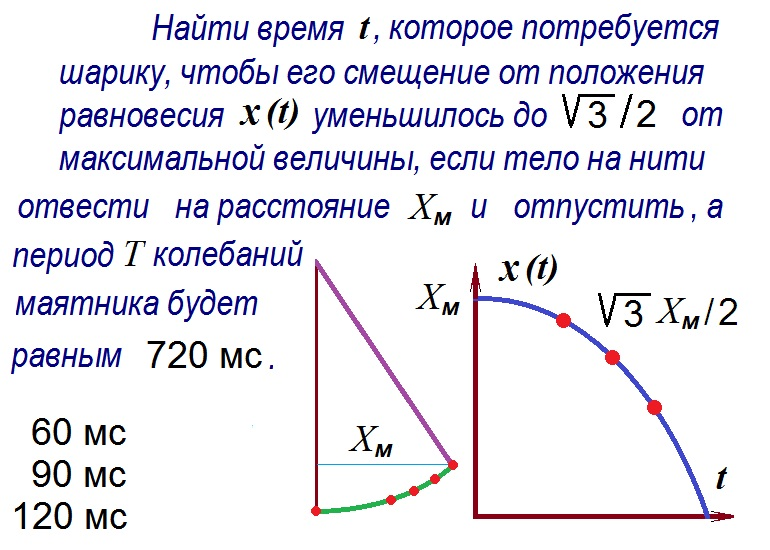 Найти время t, которое потребуется
шарику, чтобы его смещение от положения
равновесия x(t) уменьшилось до √3/2 от
максимальной величины, если тело на нити
отвести на расстояние Xм и отпустить, а
период T колебаний
маятника будет
равным 720 мс.
60 мс
90 мс
120 мс
Xм
x(t)
Xм
√3 Xм/2
t